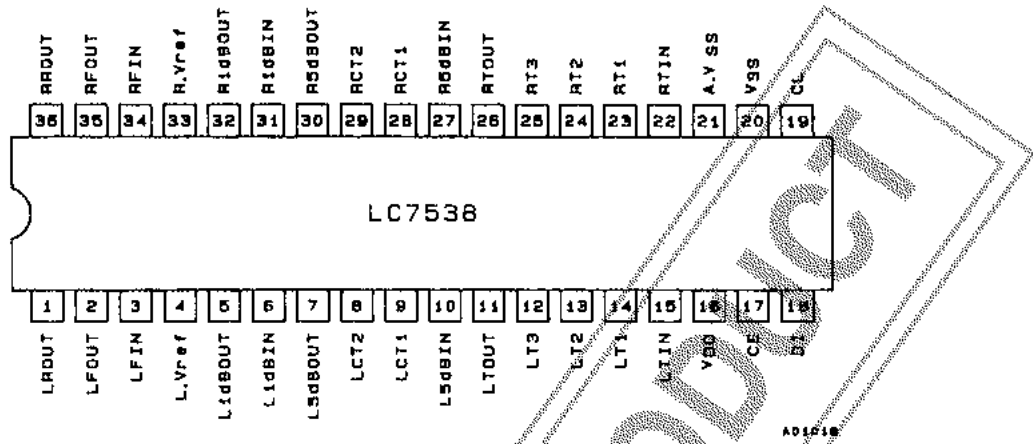 RROUT RFOUT RFIN R.Vref R1dBOUT R1dBIN R5dBOUT RCT2 RCT1 R5dBIN RTOUT RT3 RT2 RT1 RTIN A.VSS VSS CL
36 35 34 33 32 31 30 29 28 27 26 25 24 23 22 21 20 19
LC7538
1 2 3 4 5 6 7 8 9 10 11 12 13 14 15 16 17 18
LROUT LFOUT LFIN L.Vref L1dBOUT L1dBIN L5dBOUT LCT2 LCT1 L5dBIN LTOUT LT3 LT2 LT1 LTIN VDD CE DI